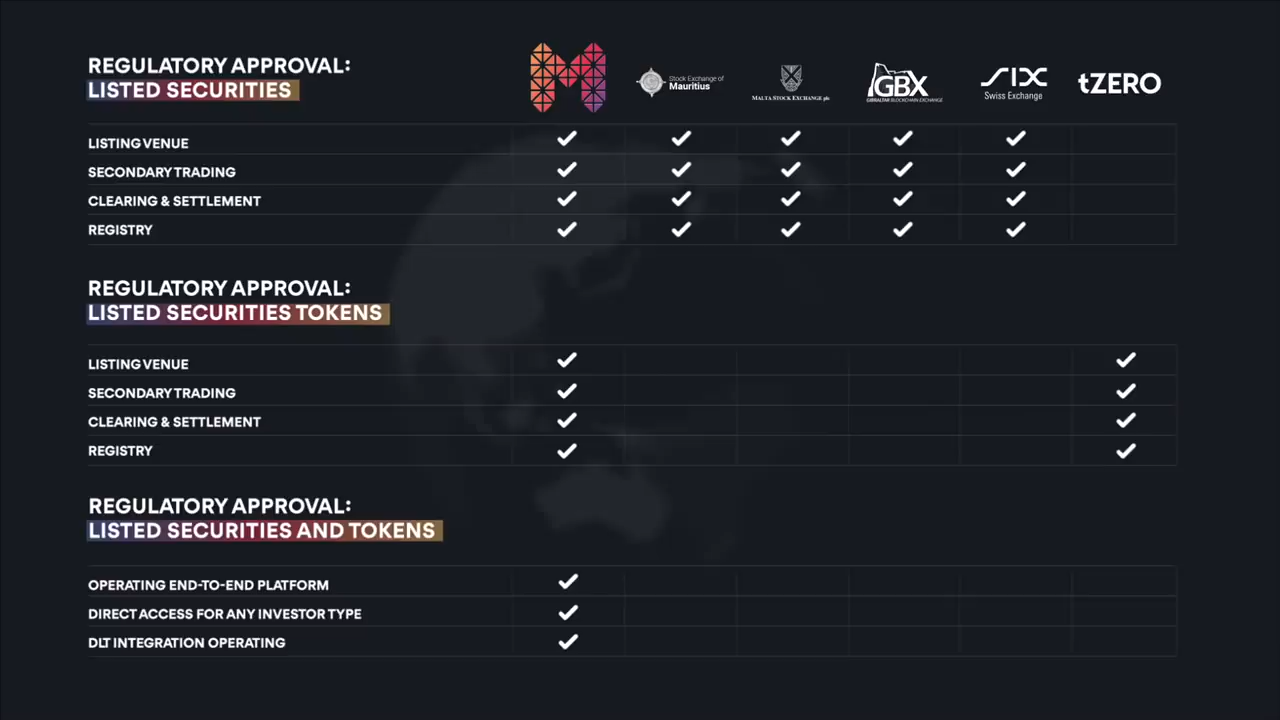 REGULATORY APPROVAL:
LISTED SECURITIES
Stock Exchange of
Mauritius
MALTA STOCK EXCHANGE plc
GBX
GIBRALTAR BLOCKCHAIN EXCHANGE
SIX
Swiss Exchange
tZERO
LISTING VENUE
SECONDARY TRADING
CLEARING & SETTLEMENT
REGISTRY
REGULATORY APPROVAL:
LISTED SECURITIES TOKENS
LISTING VENUE
SECONDARY TRADING
CLEARING & SETTLEMENT
REGISTRY
REGULATORY APPROVAL:
LISTED SECURITIES AND TOKENS
OPERATING END-TO-END PLATFORM
DIRECT ACCESS FOR ANY INVESTOR TYPE
DLT INTEGRATION OPERATING